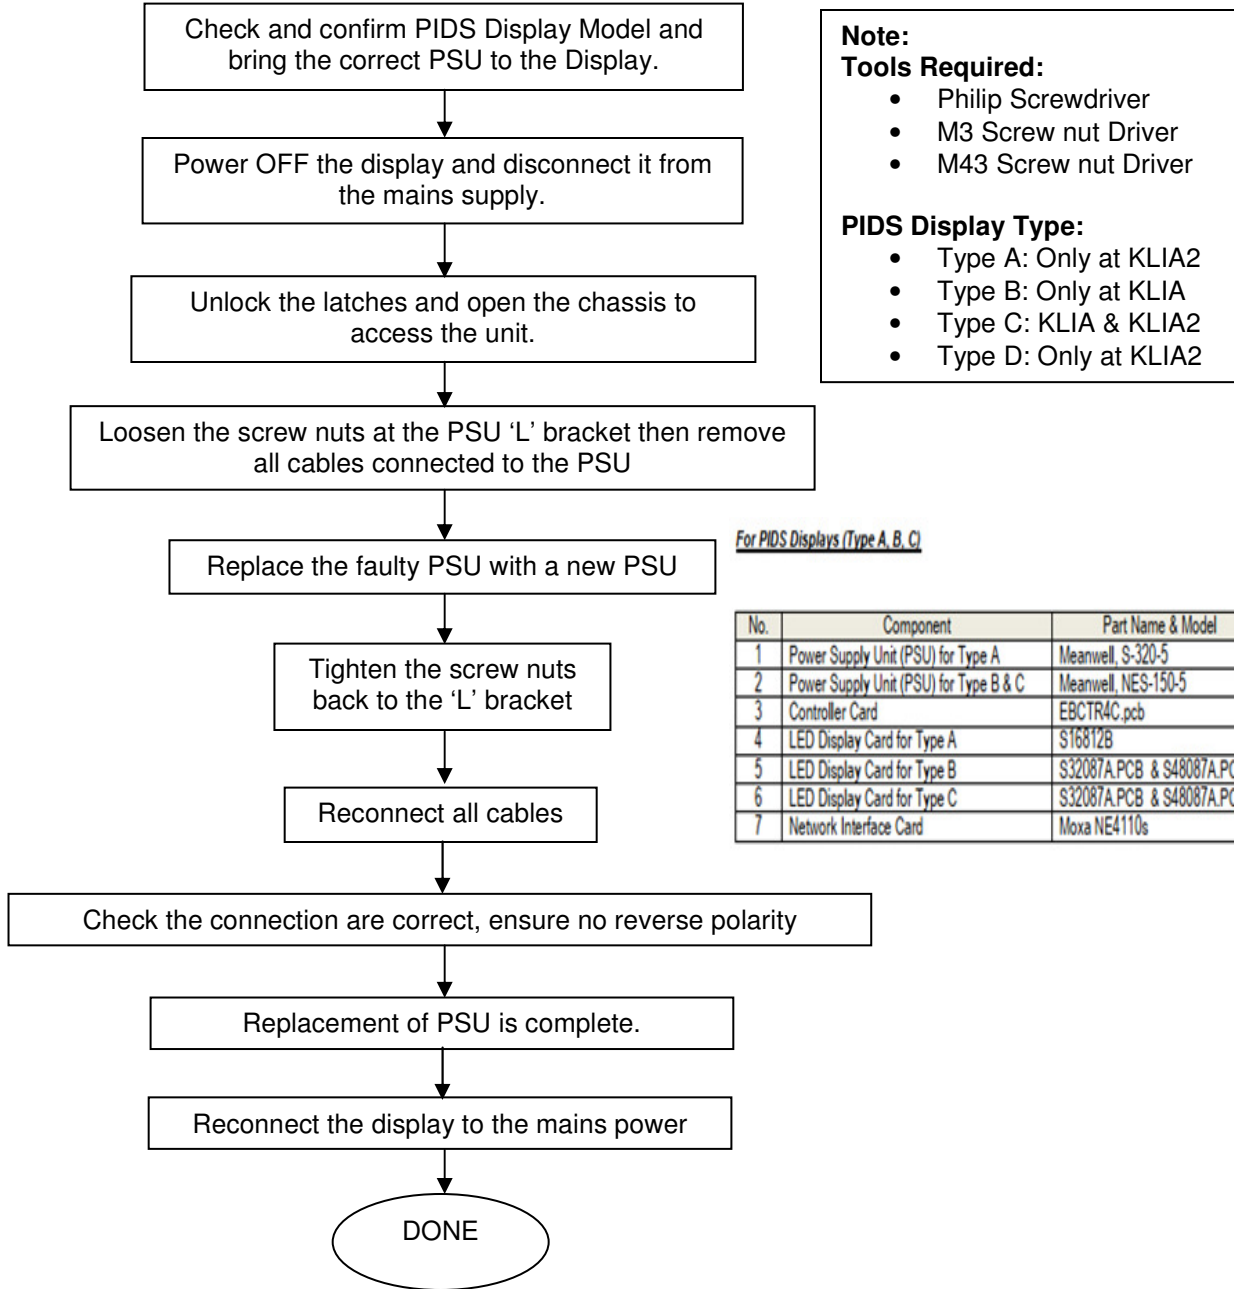 Check and confirm PIDS Display Model and
bring the correct PSU to the Display.
Power OFF the display and disconnect it from
the mains supply.
Unlock the latches and open the chassis to
access the unit.
Loosen the screw nuts at the PSU ‘L’ bracket then remove
all cables connected to the PSU
Replace the faulty PSU with a new PSU
Tighten the screw nuts
back to the ‘L’ bracket
Reconnect all cables
Check the connection are correct, ensure no reverse polarity
Replacement of PSU is complete.
Reconnect the display to the mains power
DONE
Note:
Tools Required:
• Philip Screwdriver
• M3 Screw nut Driver
• M43 Screw nut Driver
PIDS Display Type:
• Type A: Only at KLIA2
• Type B: Only at KLIA
• Type C: KLIA & KLIA2
• Type D: Only at KLIA2
For PIDS Displays (Type A, B, C)
No. Component Part Name & Model
1 Power Supply Unit (PSU) for Type A Meanwell, S-320-5
2 Power Supply Unit (PSU) for Type B & C Meanwell, NES-150-5
3 Controller Card EBCTR4C.pcb
4 LED Display Card for Type A S16812B
5 LED Display Card for Type B S32087A.PCB & S48087A.PC
6 LED Display Card for Type C S32087A.PCB & S48087A.PC
7 Network Interface Card Moxa NE4110s